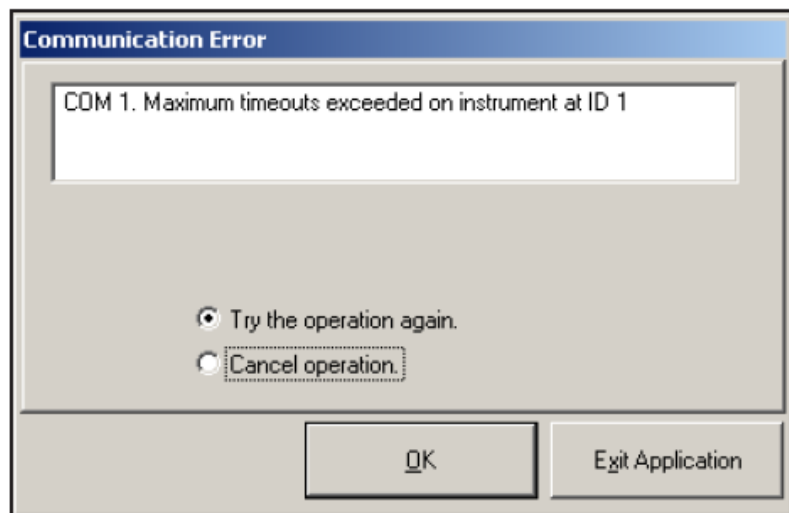 Communication Error
COM 1. Maximum timeouts exceeded on instrument at ID 1
Try the operation again.
Cancel operation.
OK
Exit Application